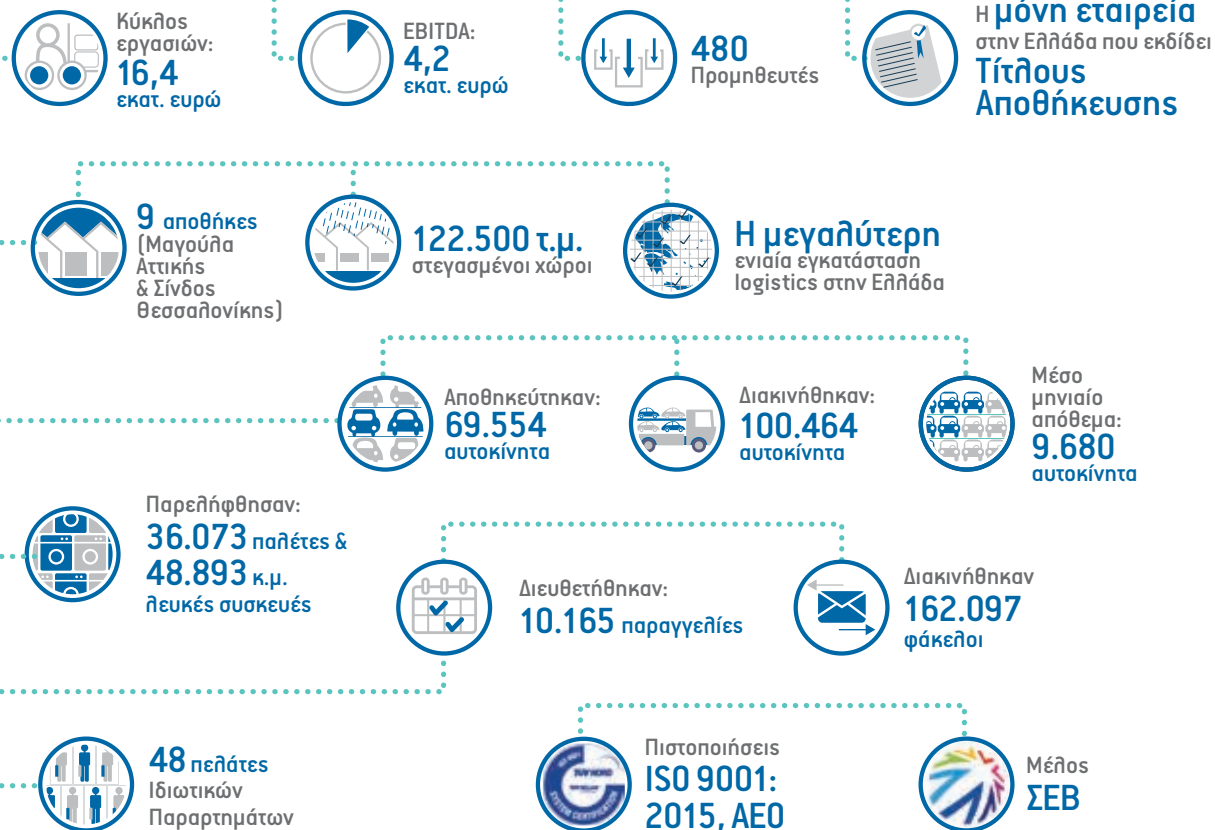 Κύκλος
εργασιών:
16,4
εκατ. ευρώ
EBITDA:
4,2
εκατ. ευρώ
480
Προμηθευτές
Η μόνη εταιρεία
στην Ελλάδα που εκδίδει
Τίτλους
Αποθήκευσης
9 αποθήκες
(Μαγούλα
Αττικής
& Σίνδος
Θεσσαλονίκης)
122.500 τ.μ.
στεγασμένοι χώροι
Η μεγαλύτερη
ενιαία εγκατάσταση
logistics στην Ελλάδα
Αποθηκεύτηκαν:
69.554
αυτοκίνητα
Διακινήθηκαν:
100.464
αυτοκίνητα
Μέσο
μηνιαίο
απόθεμα:
9.680
αυτοκίνητα
Παρελήφθησαν:
36.073 παλέτες &
48.893 κ.μ.
λευκές συσκευές
Διευθετήθηκαν:
10.165 παραγγελίες
Διακινήθηκαν
162.097
φάκελοι
48 πελάτες
Ιδιωτικών
Παραρτημάτων
Πιστοποιήσεις
ISO 9001:
2015, AEO
Μέλος
ΣΕΒ